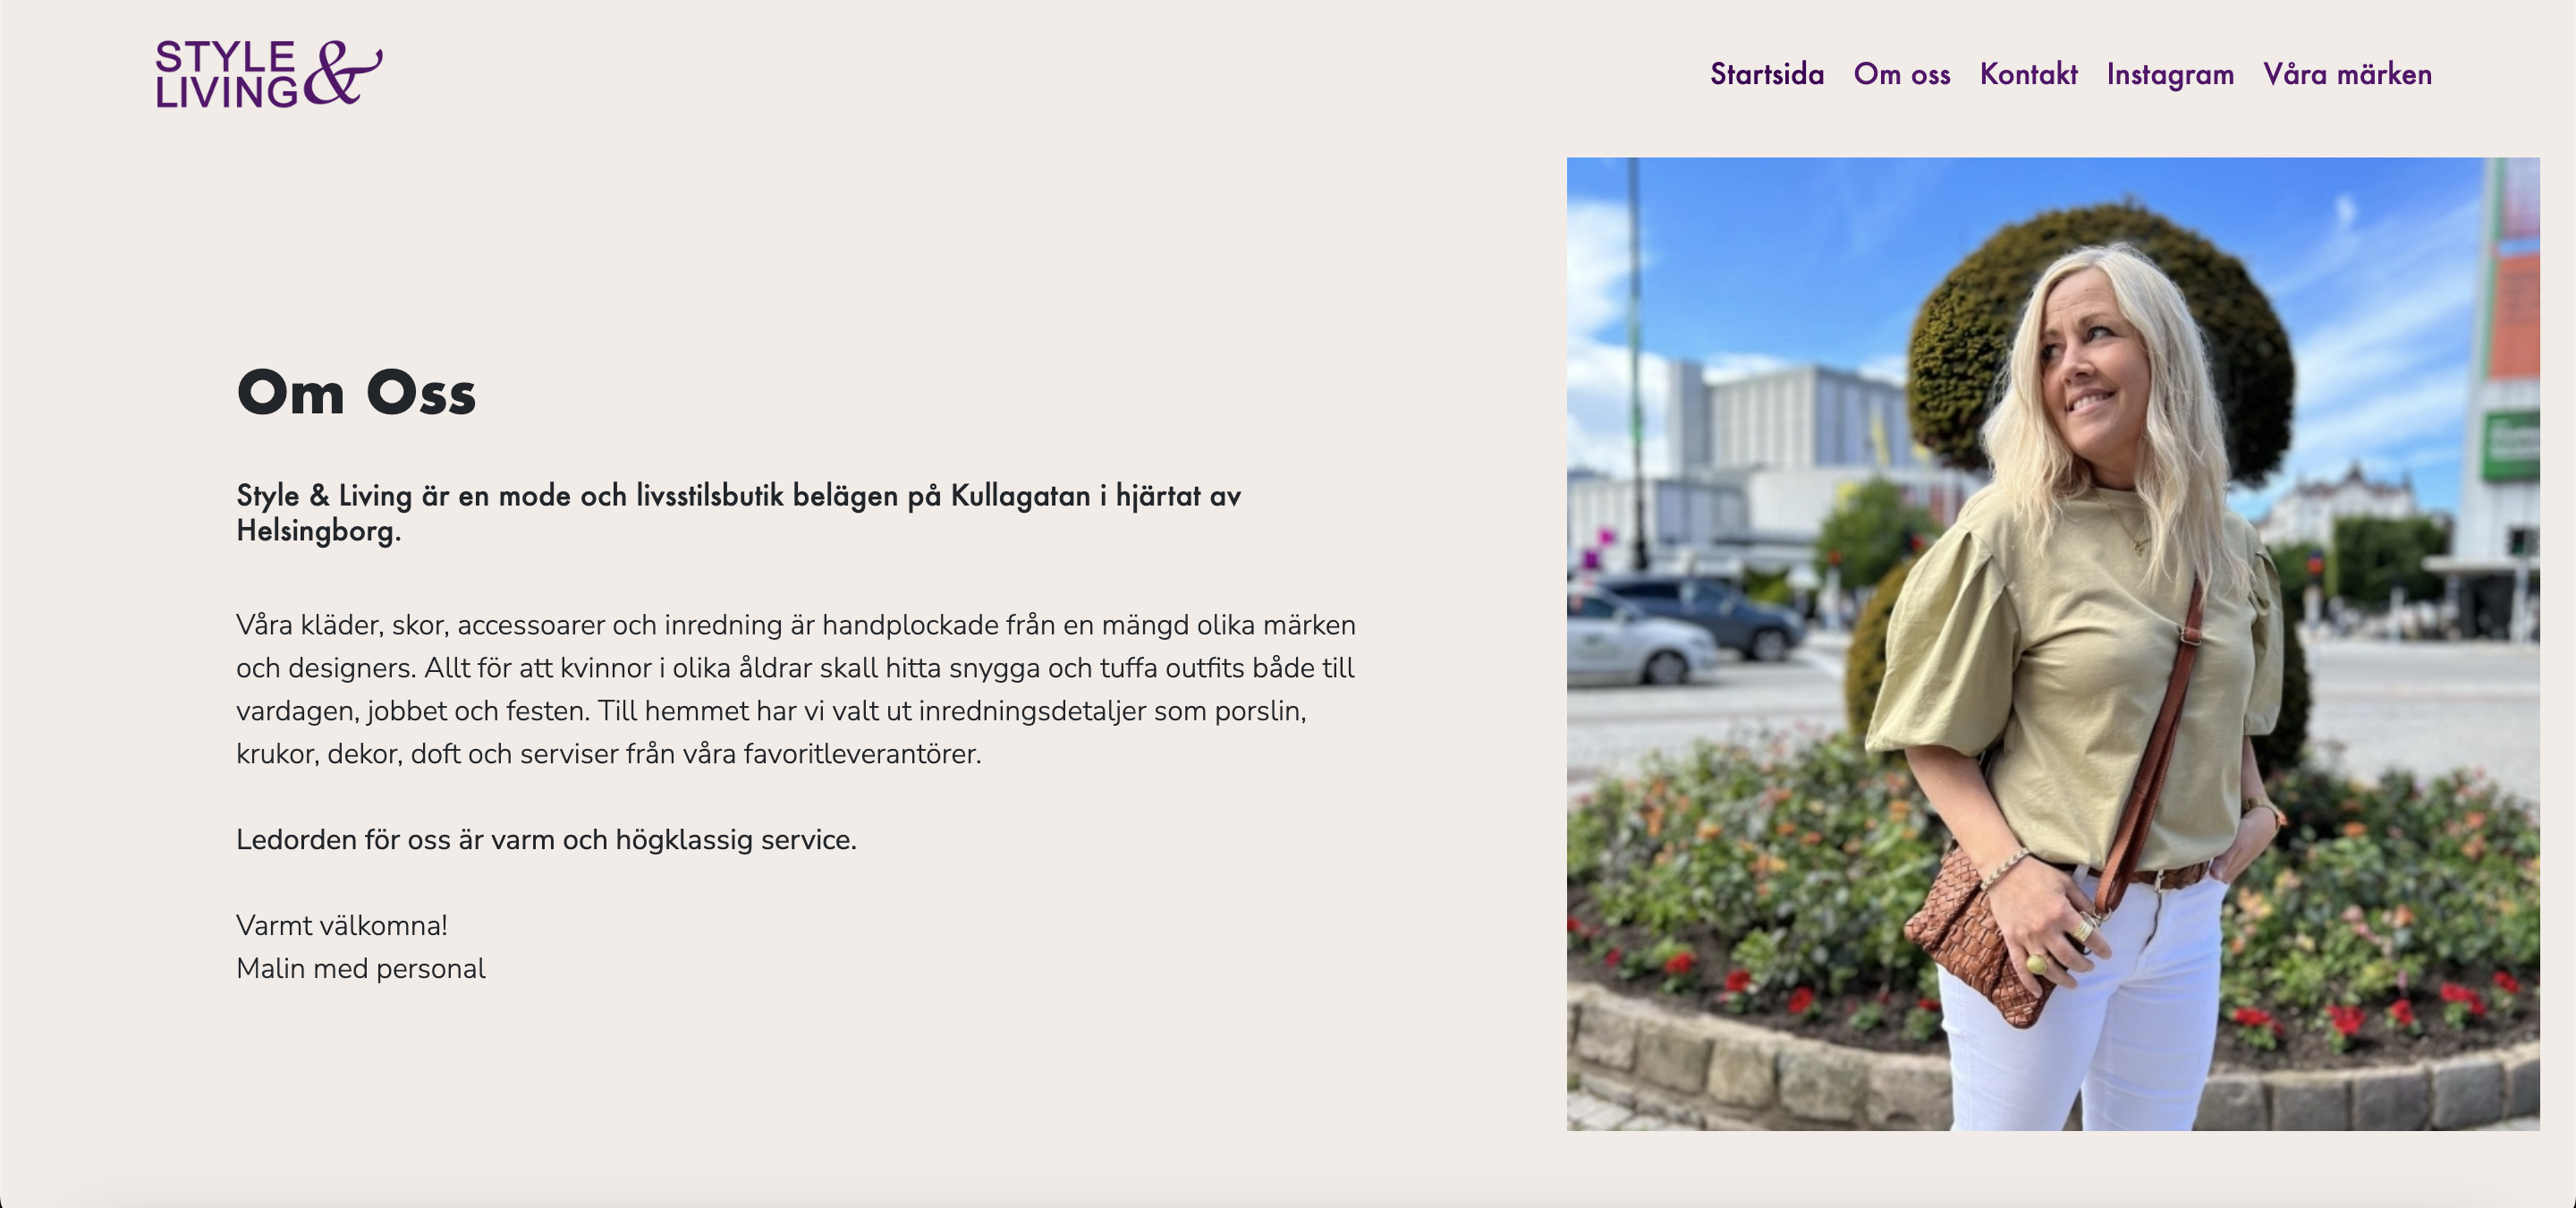 STYLE &
LIVING
Startsida Om oss Kontakt Instagram Våra märken
Om Oss
Style & Living är en mode och livsstilsbutik belägen på Kullagatan i hjärtat av
Helsingborg.
Våra kläder, skor, accessoarer och inredning är handplockade från en mängd olika märken
och designers. Allt för att kvinnor i olika åldrar skall hitta snygga och tuffa outfits både till
vardagen, jobbet och festen. Till hemmet har vi valt ut inredningsdetaljer som porslin,
krukor, dekor, doft och serviser från våra favoritleverantörer.
Ledorden för oss är varm och högklassig service.
Varmt välkomna!
Malin med personal